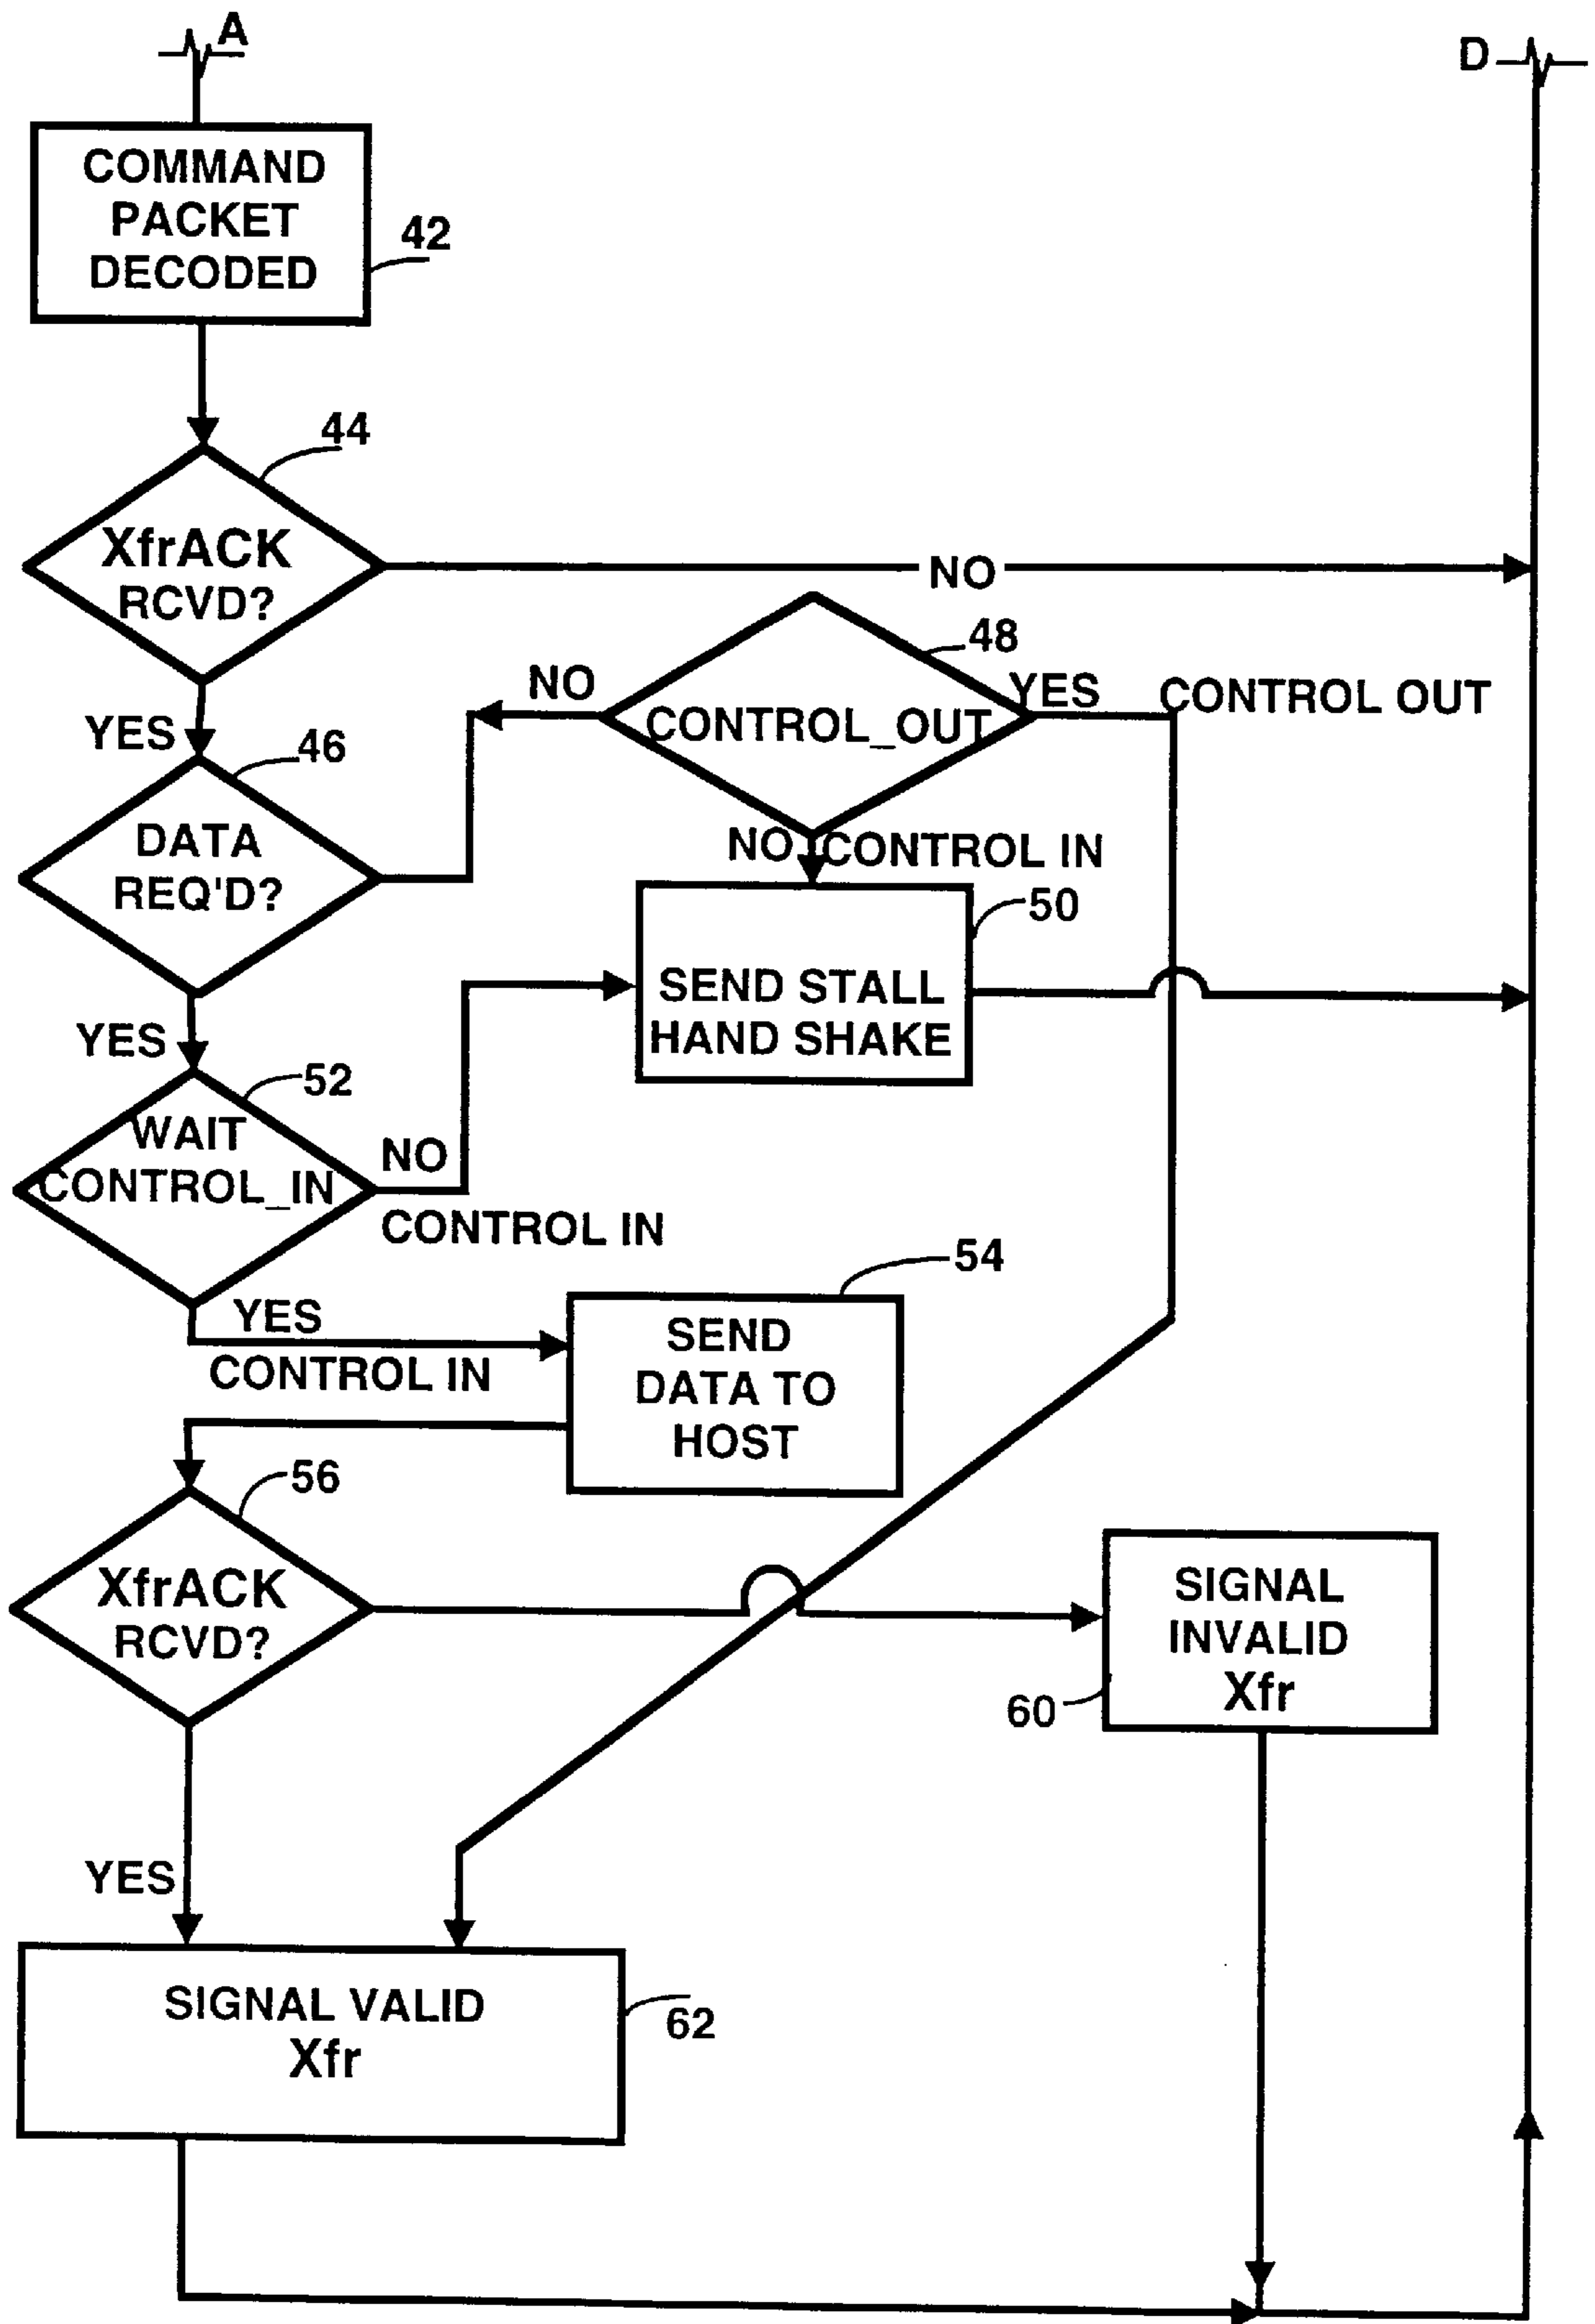 A
D
COMMAND
PACKET
DECODED
42
44
XfrACK
RCVD?
NO
48
NO
YES
CONTROL OUT
CONTROL_OUT
YES
46
DATA
REQ'D?
NO
CONTROL IN
50
SEND STALL
HAND SHAKE
YES
52
WAIT
CONTROL_IN
NO
CONTROL IN
54
YES
CONTROL IN
SEND
DATA TO
HOST
56
XfrACK
RCVD?
SIGNAL
INVALID
Xfr
60
YES
SIGNAL VALID
Xfr
62